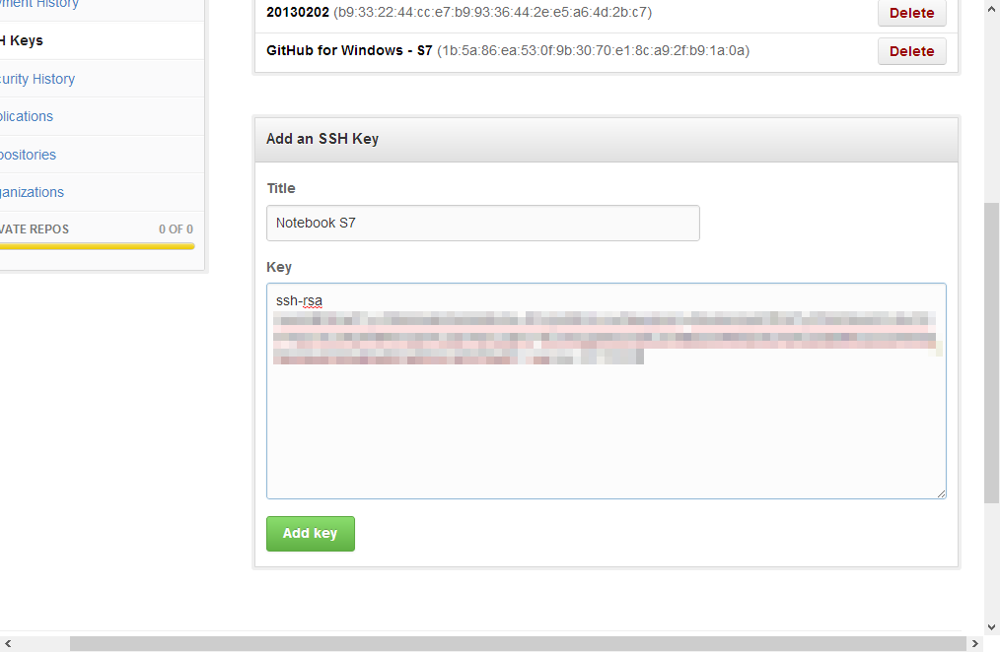 yment History
H Keys
curity History
plications
positories
ganizations
VATE REPOS 0 OF 0
20130202 (b9:33:22:44:cc:e7:b9:93:36:44:2e:e5:a6:4d:2b:c7) Delete
GitHub for Windows - S7 (1b:5a:86:ea:53:0f:9b:30:70:e1:8c:a9:2f:b9:1a:0a) Delete
Add an SSH Key
Title
Notebook S7
Key
ssh-rsa
Add key